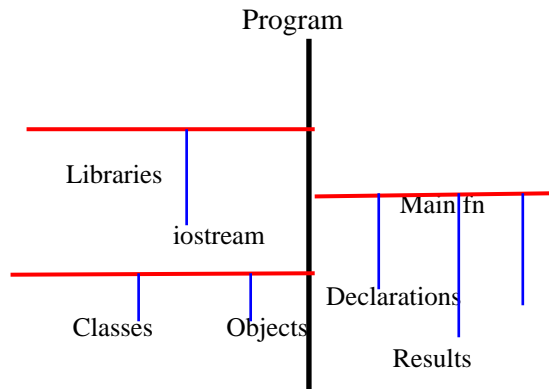 Program
Libraries
Main fn
iostream
Declarations
Classes
Objects
Results